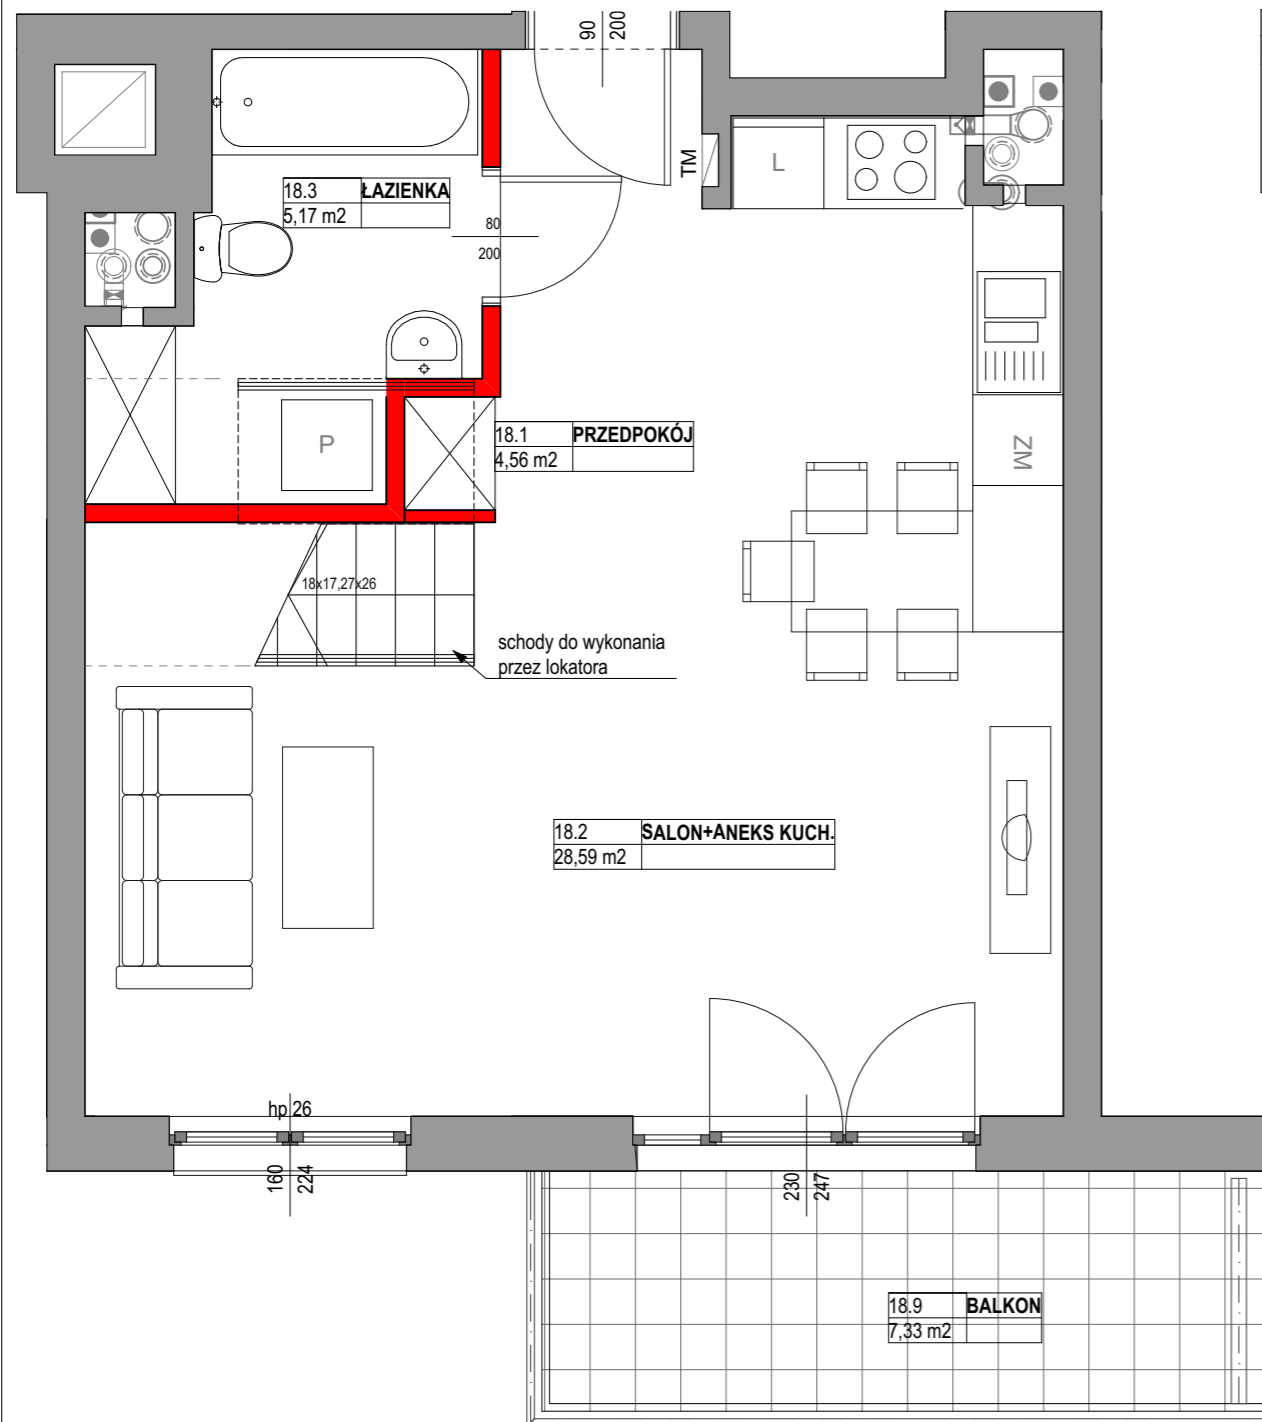 90
200
TM
L
18.3 ŁAZIENKA
5,17 m2
80
200
P
18.1 PRZEDPOKÓJ
4,56 m2
ZM
18x17,27x26
schody do wykonania
przez lokatora
18.2 SALON+ANEKS KUCH.
28,59 m2
hp 26
160
224
230
247
18.9 BALKON
7,33 m2